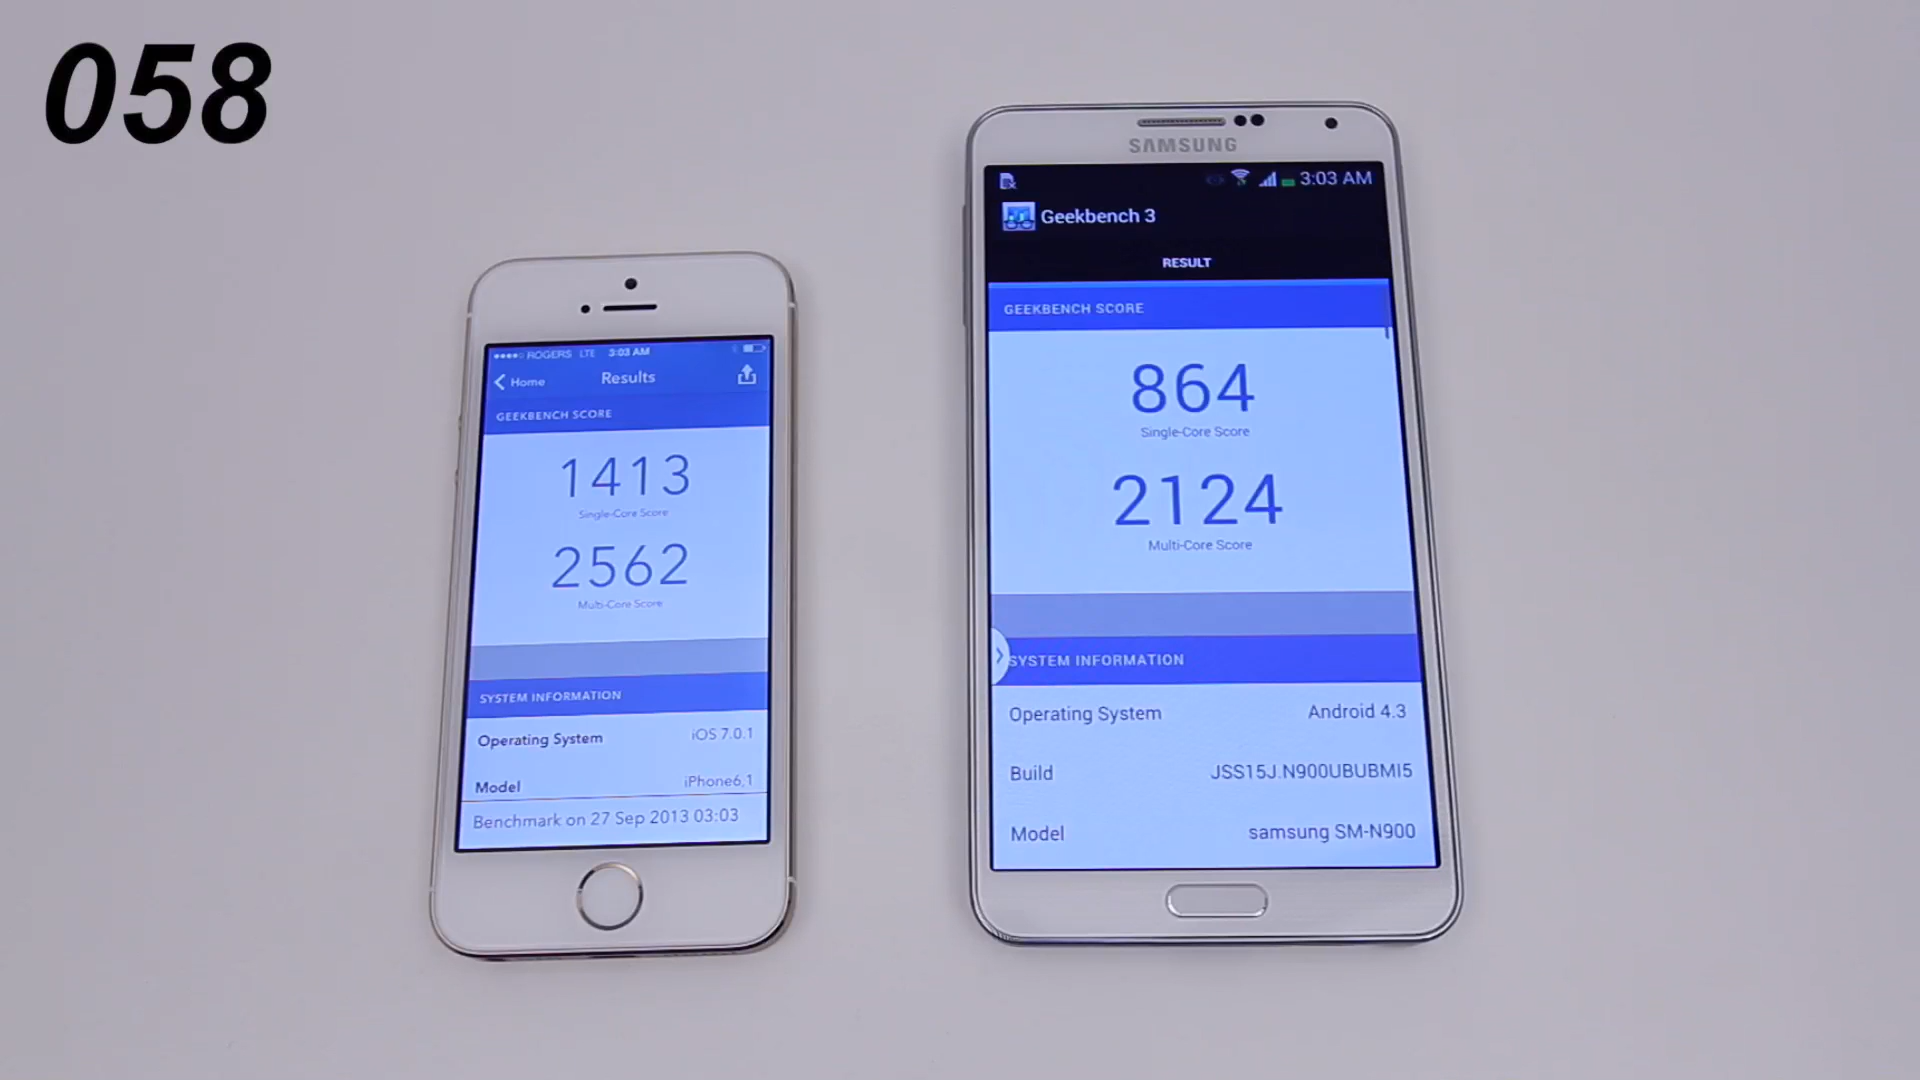 058
ROGERS LTE 3:03 AM
Home Results
GEEKBENCH SCORE
1413
Single-Core Score
2562
Multi-Core Score
SYSTEM INFORMATION
Operating System iOS 7.0.1
Model iPhone6,1
Benchmark on 27 Sep 2013 03:03
SAMSUNG
3:03 AM
Geekbench 3
RESULT
GEEKBENCH SCORE
864
Single-Core Score
2124
Multi-Core Score
SYSTEM INFORMATION
Operating System Android 4.3
Build JSS15J.N900UBUBMI5
Model samsung SM-N900